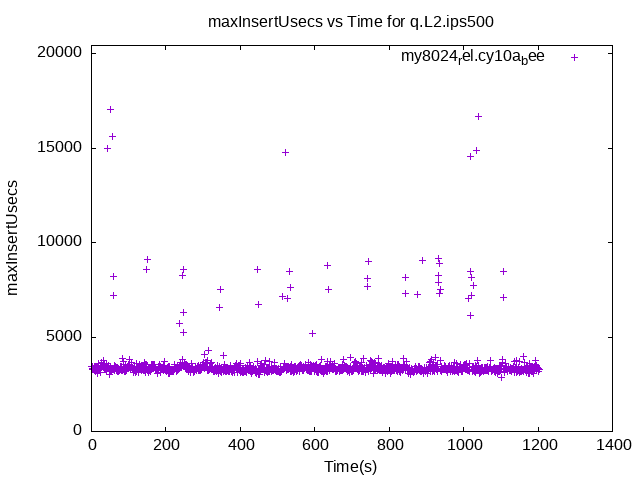 maxInsertUsecs vs Time for q.L2.ips500
my8024rel.cy10abee
20000
15000
10000
5000
0
maxInsertUsecs
0 200 400 600 800 1000 1200 1400
Time(s)